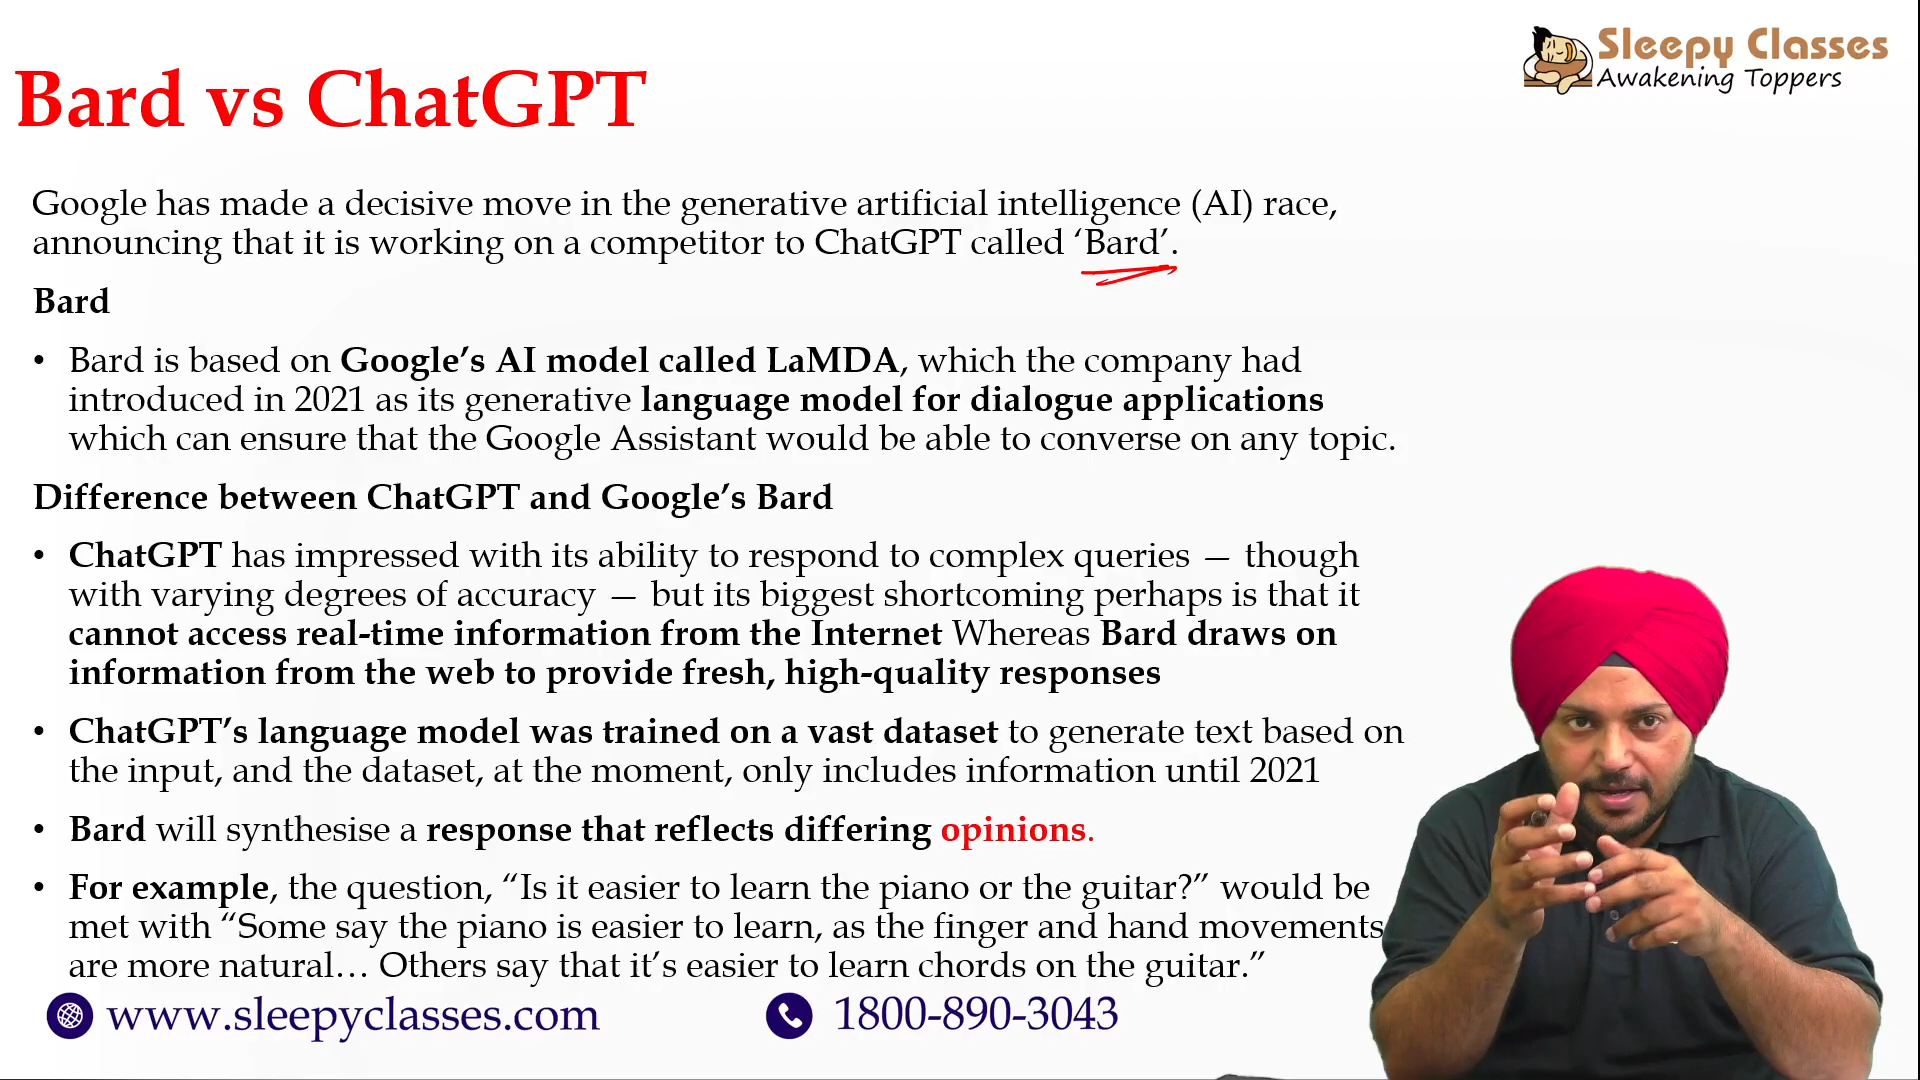 Sleepy Classes
Awakening Toppers
Bard vs ChatGPT
Google has made a decisive move in the generative artificial intelligence (AI) race,
announcing that it is working on a competitor to ChatGPT called ‘Bard’.
Bard
• Bard is based on Google’s AI model called LaMDA, which the company had
introduced in 2021 as its generative language model for dialogue applications
which can ensure that the Google Assistant would be able to converse on any topic.
Difference between ChatGPT and Google’s Bard
• ChatGPT has impressed with its ability to respond to complex queries — though
with varying degrees of accuracy — but its biggest shortcoming perhaps is that it
cannot access real-time information from the Internet Whereas Bard draws on
information from the web to provide fresh, high-quality responses
• ChatGPT’s language model was trained on a vast dataset to generate text based on
the input, and the dataset, at the moment, only includes information until 2021
• Bard will synthesise a response that reflects differing opinions.
• For example, the question, “Is it easier to learn the piano or the guitar?” would be
met with “Some say the piano is easier to learn, as the finger and hand movements
are more natural… Others say that it’s easier to learn chords on the guitar.”
www.sleepyclasses.com
1800-890-3043